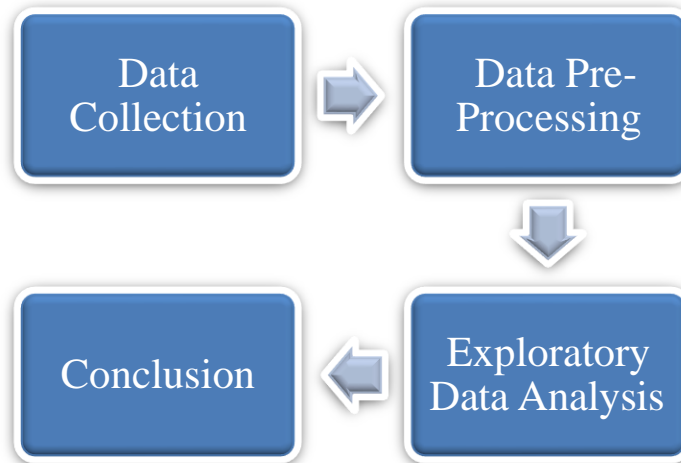 Data
Collection
Data Pre-
Processing
Exploratory
Data Analysis
Conclusion